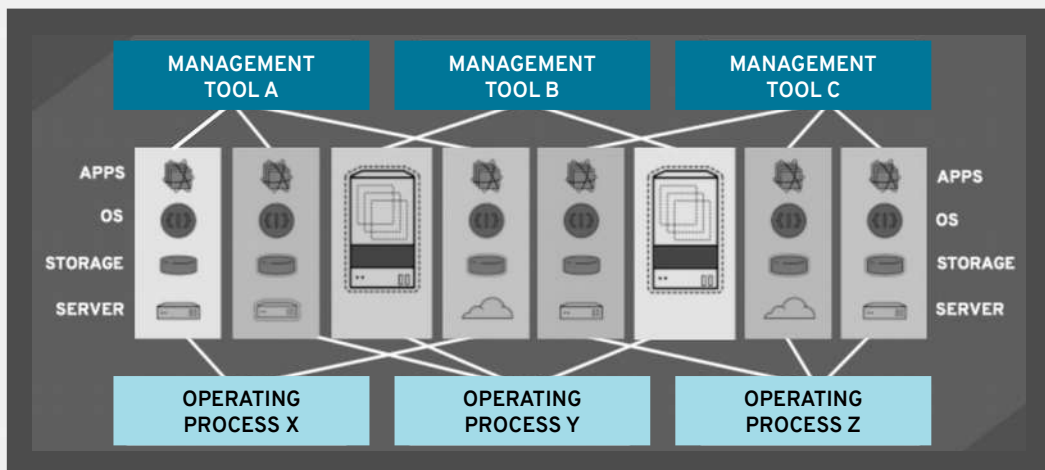 MANAGEMENT
TOOL A
MANAGEMENT
TOOL B
MANAGEMENT
TOOL C
APPS
OS
STORAGE
SERVER
APPS
OS
STORAGE
SERVER
OPERATING
PROCESS X
OPERATING
PROCESS Y
OPERATING
PROCESS Z